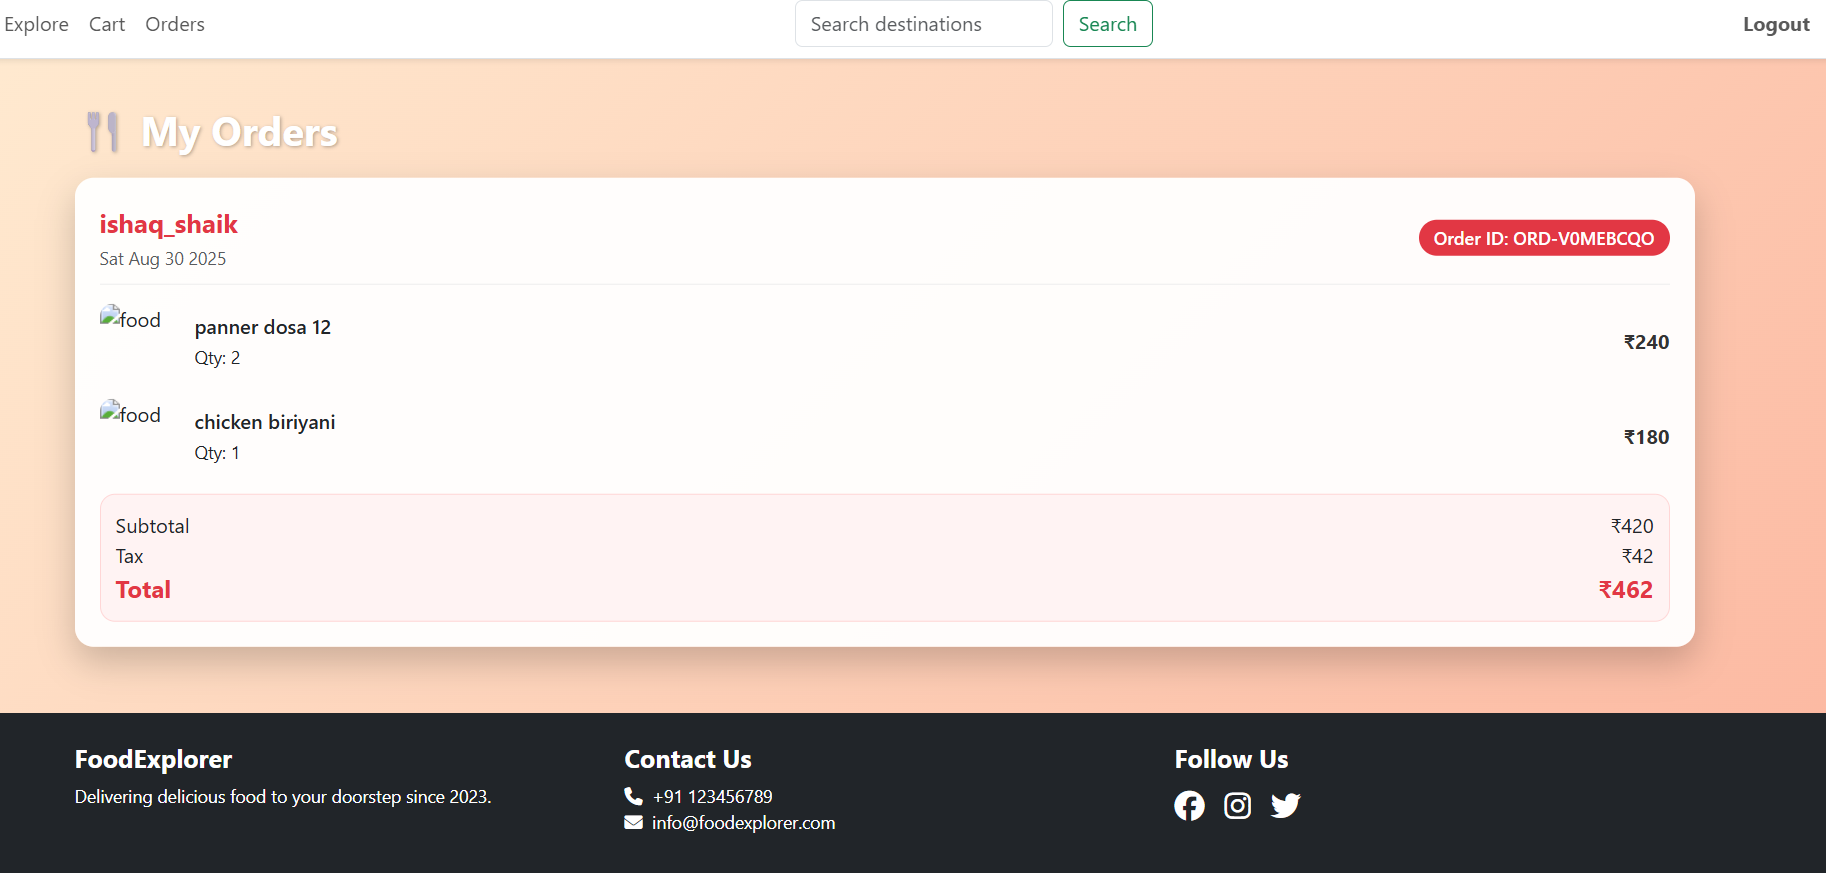 Explore Cart Orders Search destinations Search Logout
My Orders
ishaq_shaik
Sat Aug 30 2025
Order ID: ORD-V0MEBCQO
food
panner dosa 12
Qty: 2
₹240
food
chicken biriyani
Qty: 1
₹180
Subtotal ₹420
Tax ₹42
Total ₹462
FoodExplorer
Delivering delicious food to your doorstep since 2023.
Contact Us
+91 123456789
info@foodexplorer.com
Follow Us